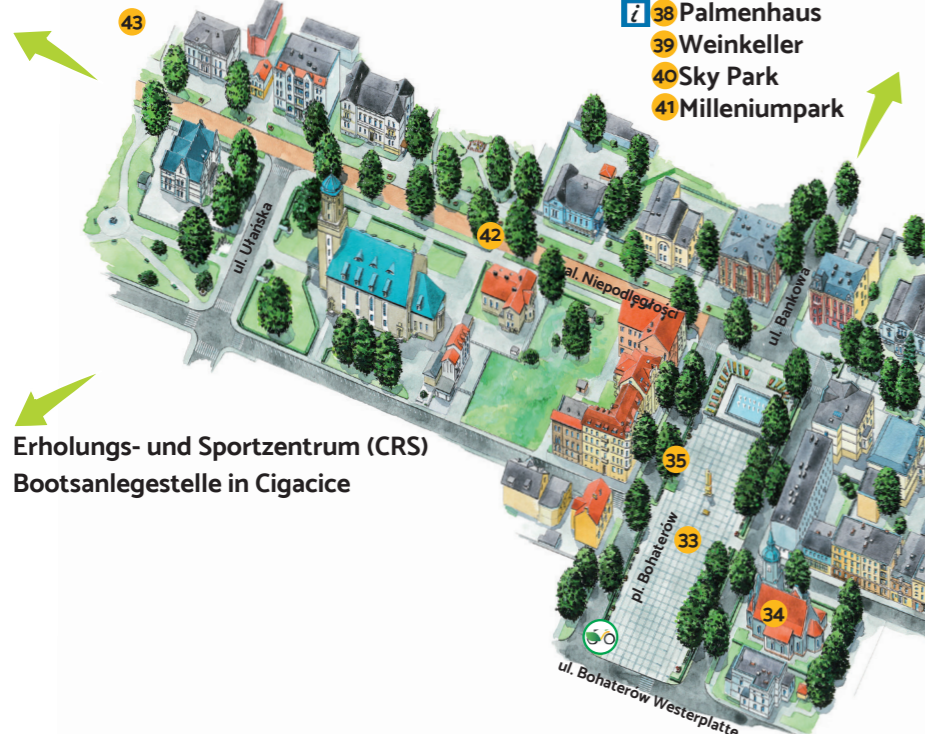 43
i 38 Palmenhaus
39 Weinkeller
40 Sky Park
41 Milleniumpark
ul. Ułańska
42
al. Niepodległości
ul. Bankowa
Erholungs- und Sportzentrum (CRS)
Bootsanlegestelle in Cigacice
35
33
pl. Bohaterów
34
ul. Bohaterów Westerplatte